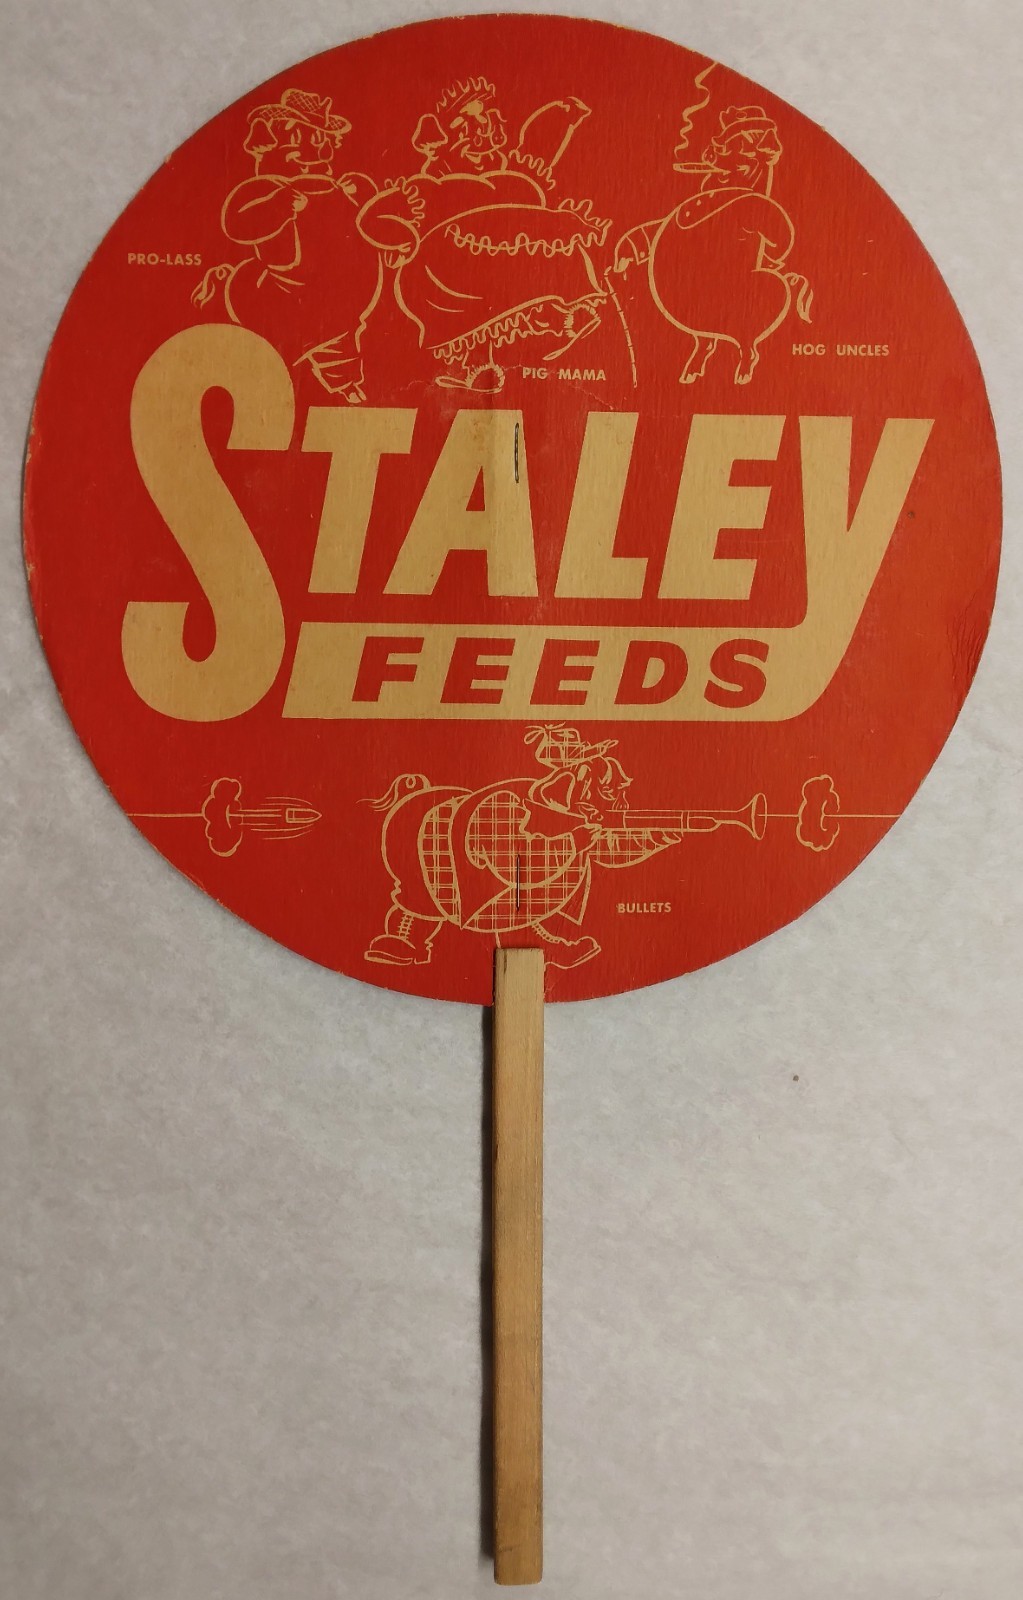 PRO-LASS
HOG UNCLES
PIG MAMA
STALEY
FEEDS
BULLETS